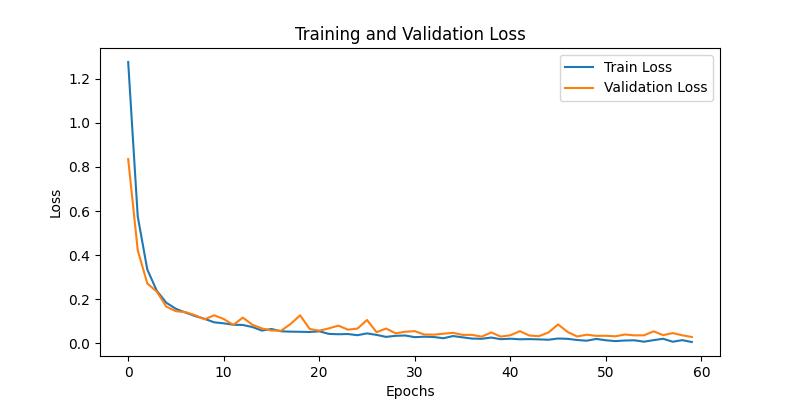 Training and Validation Loss
Train Loss
Validation Loss
Loss
1.2
1.0
0.8
0.6
0.4
0.2
0.0
0 10 20 30 40 50 60
Epochs